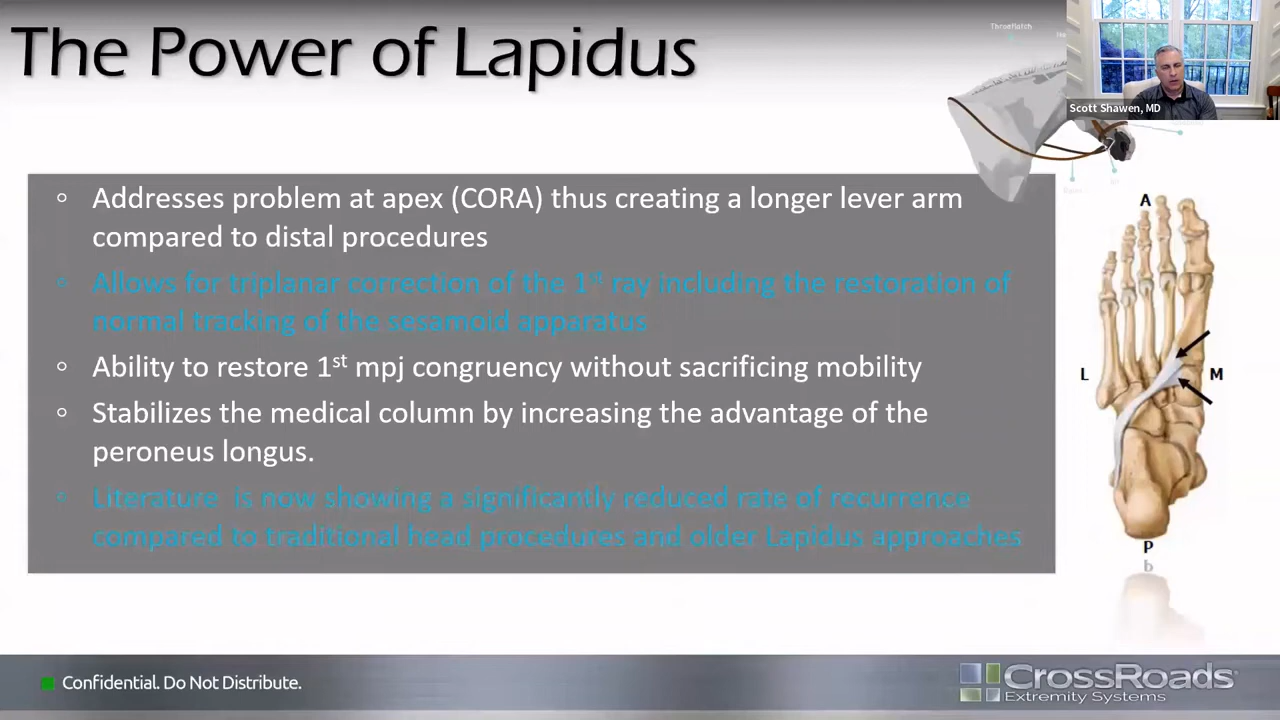 The Power of Lapidus
Scott Shawen, MD
◦ Addresses problem at apex (CORA) thus creating a longer lever arm
compared to distal procedures
◦ Allows for triplanar correction of the 1st ray including the restoration of
normal tracking of the sesamoid apparatus
◦ Ability to restore 1st mpj congruency without sacrificing mobility
◦ Stabilizes the medical column by increasing the advantage of the
peroneus longus.
◦ Literature is now showing a significantly reduced rate of recurrence
compared to traditional head procedures and older Lapidus approaches
A
L
M
P
b
Confidential. Do Not Distribute.
CrossRoads
Extremity Systems